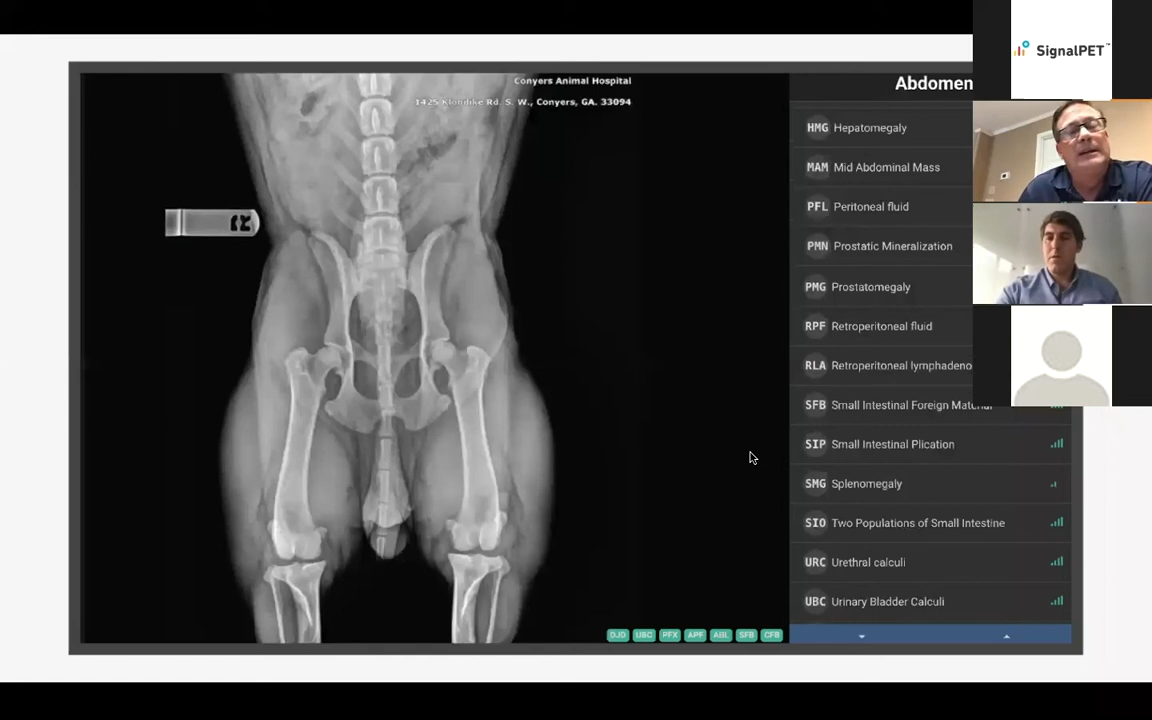 Conyers Animal Hospital
1425 Klondike Rd. S. W., Conyers, GA. 33094
R
Abdomen
HMG Hepatomegaly
MAM Mid Abdominal Mass
PFL Peritoneal fluid
PMN Prostatic Mineralization
PMG Prostatomegaly
RPF Retroperitoneal fluid
RLA Retroperitoneal lymphadeno
SFB Small Intestinal Foreign Material
SIP Small Intestinal Plication
SMG Splenomegaly
SIO Two Populations of Small Intestine
URC Urethral calculi
UBC Urinary Bladder Calculi
DJD UBC PFX APF ABL SFB CFB
SignalPET™